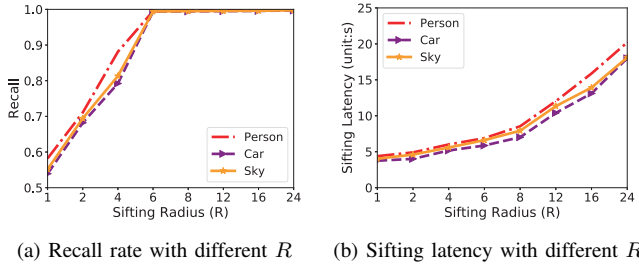 1.0
0.9
0.8
0.7
0.6
0.5
Recall
Person
Car
Sky
1 2 4 6 8 12 16 24
Sifting Radius (R)
(a) Recall rate with different R
25
20
15
10
5
0
Sifting Latency (unit:s)
Person
Car
Sky
1 2 4 6 8 12 16 24
Sifting Radius (R)
(b) Sifting latency with different R